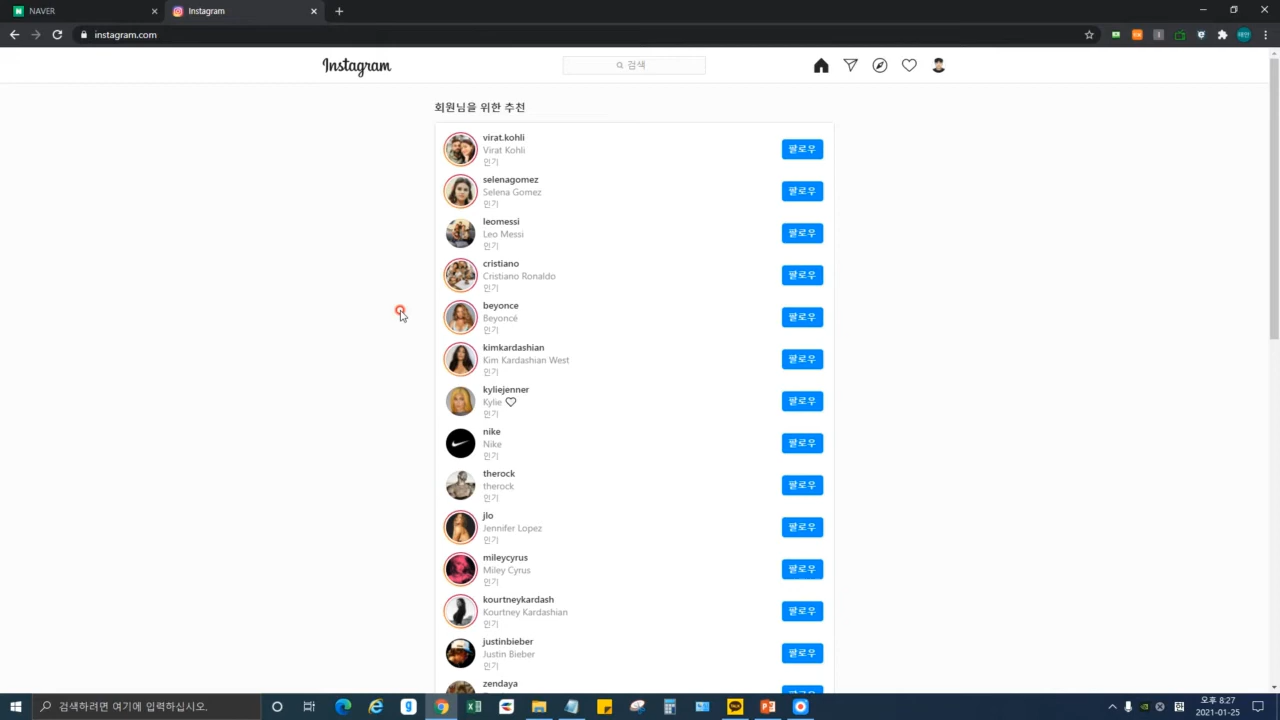 NAVER
Instagram
instagram.com
해인
Instagram
검색
회원님을 위한 추천
virat.kohli
Virat Kohli
인기
팔로우
selenagomez
Selena Gomez
인기
팔로우
leomessi
Leo Messi
인기
팔로우
cristiano
Cristiano Ronaldo
인기
팔로우
beyonce
Beyoncé
인기
팔로우
kimkardashian
Kim Kardashian West
인기
팔로우
kyliejenner
Kylie ♡
인기
팔로우
nike
Nike
인기
팔로우
therock
therock
인기
팔로우
jlo
Jennifer Lopez
인기
팔로우
mileycyrus
Miley Cyrus
인기
팔로우
kourtneykardash
Kourtney Kardashian
인기
팔로우
justinbieber
Justin Bieber
인기
팔로우
zendaya
검색하려면 여기에 입력하십시오.
오후 8:27
2021-01-25